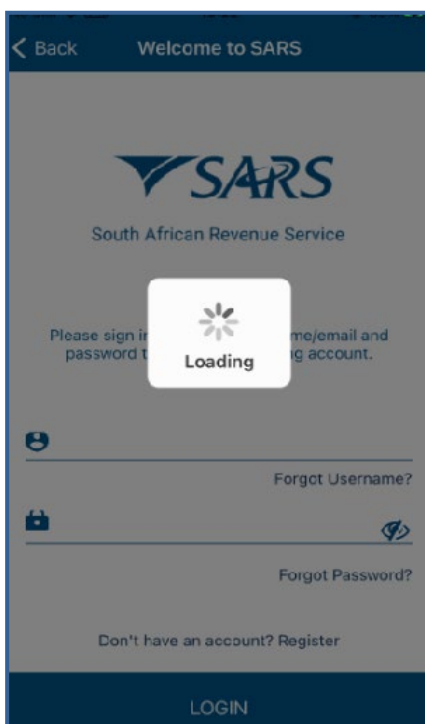 Back Welcome to SARS
SARS
South African Revenue Service
Please sign in me/email and
password t g account.
Loading
Forgot Username?
Forgot Password?
Don't have an account? Register
LOGIN